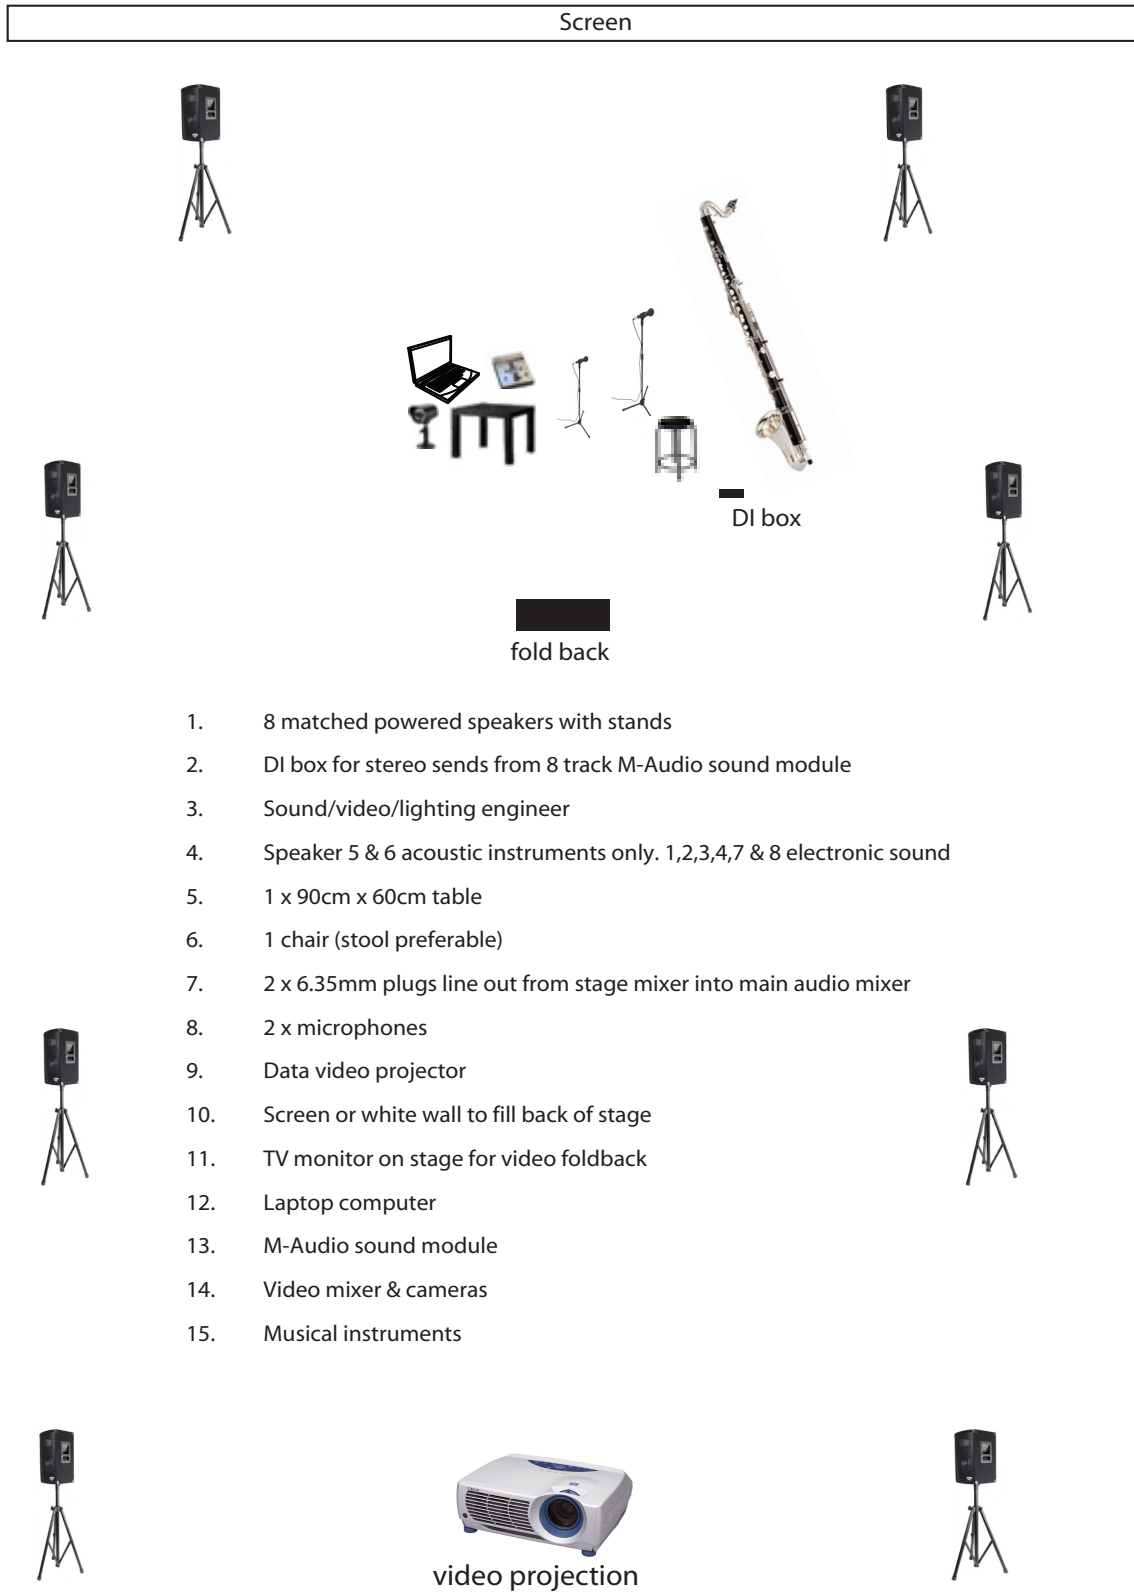 Screen
DI box
fold back
1. 8 matched powered speakers with stands
2. DI box for stereo sends from 8 track M-Audio sound module
3. Sound/video/lighting engineer
4. Speaker 5 & 6 acoustic instruments only. 1,2,3,4,7 & 8 electronic sound
5. 1 x 90cm x 60cm table
6. 1 chair (stool preferable)
7. 2 x 6.35mm plugs line out from stage mixer into main audio mixer
8. 2 x microphones
9. Data video projector
10. Screen or white wall to fill back of stage
11. TV monitor on stage for video foldback
12. Laptop computer
13. M-Audio sound module
14. Video mixer & cameras
15. Musical instruments
video projection